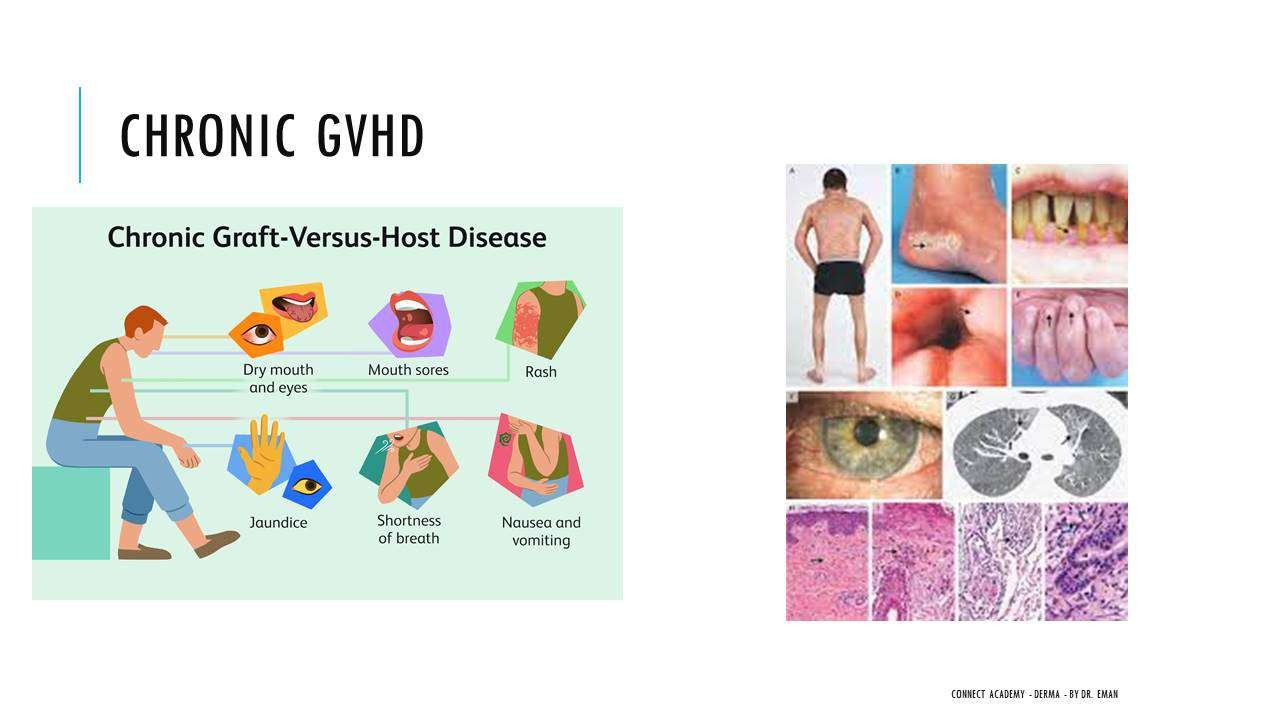 CHRONIC GVHD
Chronic Graft-Versus-Host Disease
Dry mouth
and eyes
Mouth sores
Rash
Jaundice
Shortness
of breath
Nausea and
vomiting
A
B
C
D
E
F
G
CONNECT ACADEMY - DERMA - BY DR. EMAN